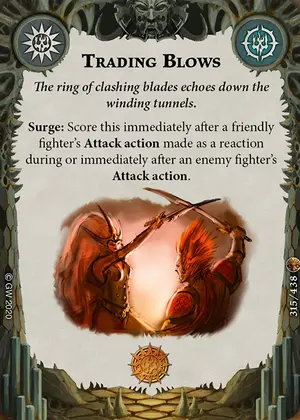 TRADING BLOWS
The ring of clashing blades echoes down the
winding tunnels.
Surge: Score this immediately after a friendly
fighter's Attack action made as a reaction
during or immediately after an enemy fighter's
Attack action.
© GW 2020
315/438